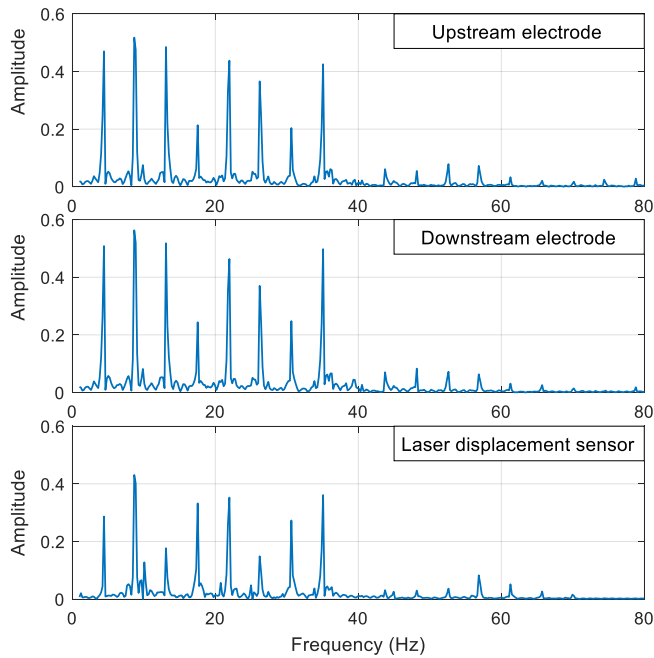 0.6
Upstream electrode
0.4
Amplitude
0.2
0
0 20 40 60 80
0.6
Downstream electrode
0.4
Amplitude
0.2
0
0 20 40 60 80
0.6
Laser displacement sensor
0.4
Amplitude
0.2
0
0 20 40 60 80
Frequency (Hz)